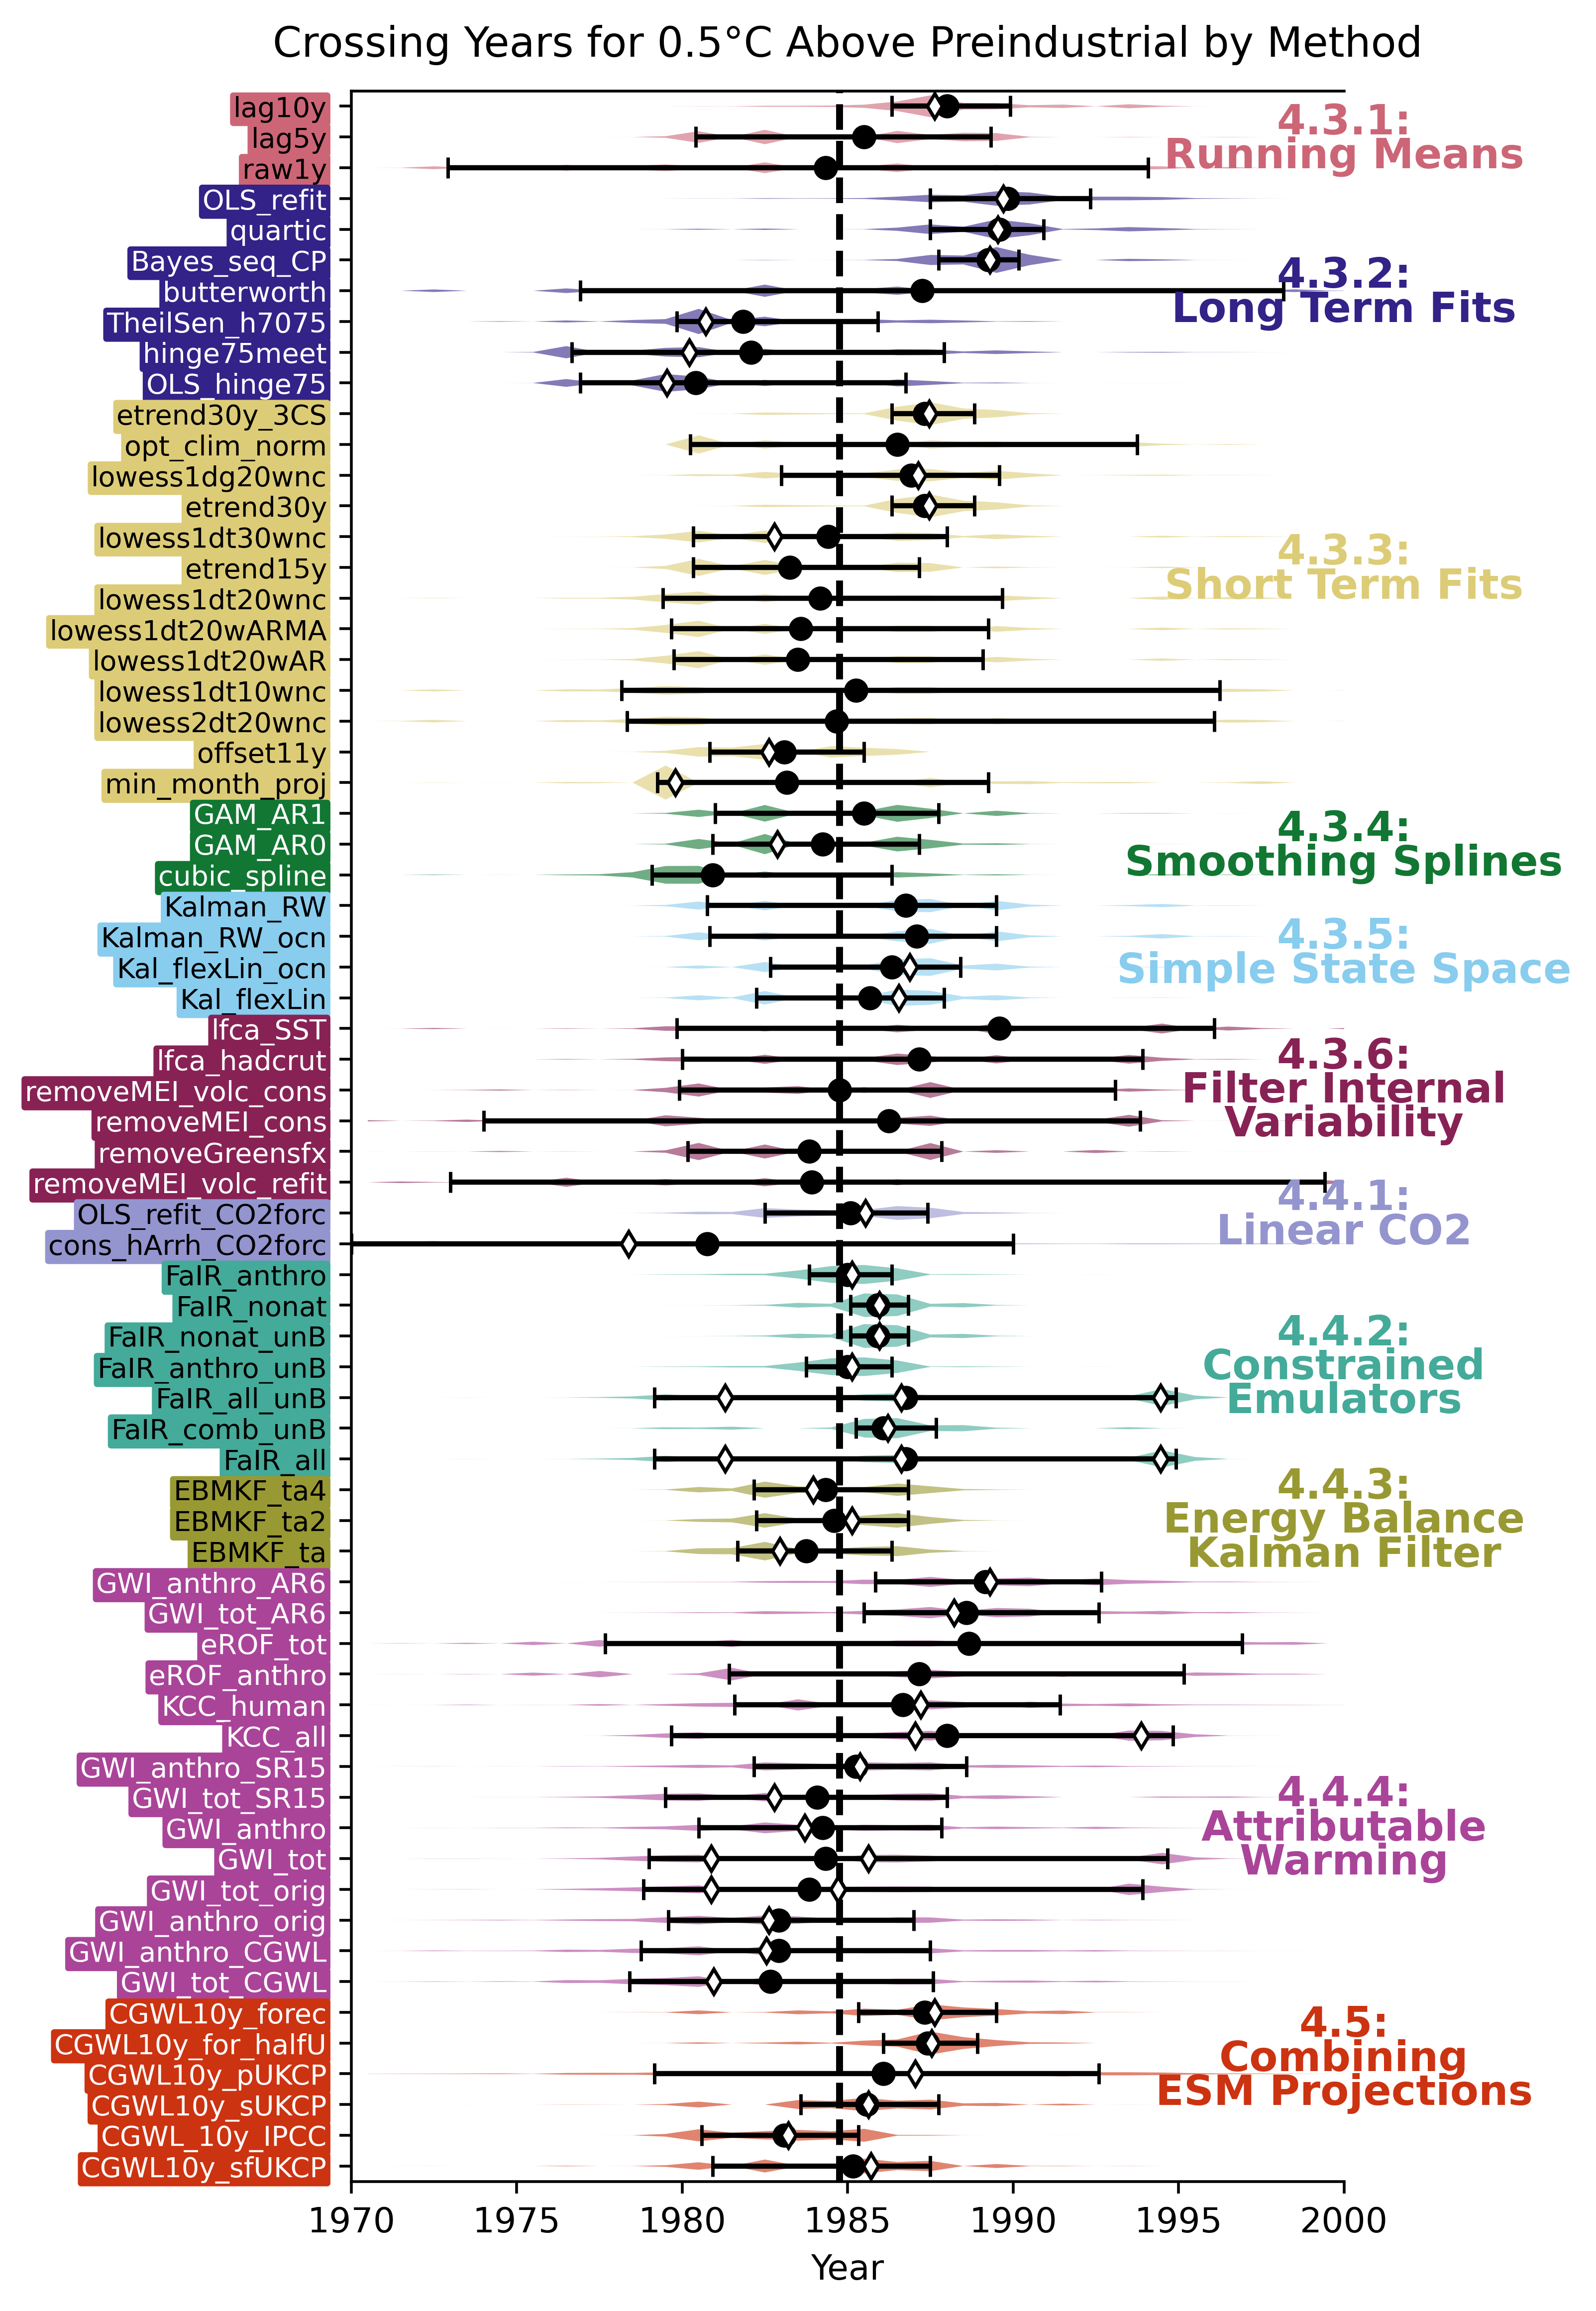 Crossing Years for 0.5°C Above Preindustrial by Method
lag10y
lag5y
raw1y
4.3.1:
Running Means
OLS_refit
quartic
Bayes_seq_CP
butterworth
TheilSen_h7075
hinge75meet
OLS_hinge75
4.3.2:
Long Term Fits
etrend30y_3CS
opt_clim_norm
lowess1dg20wnc
etrend30y
lowess1dt30wnc
etrend15y
lowess1dt20wnc
lowess1dt20wARMA
lowess1dt20wAR
lowess1dt10wnc
lowess2dt20wnc
offset11y
min_month_proj
4.3.3:
Short Term Fits
GAM_AR1
GAM_AR0
cubic_spline
4.3.4:
Smoothing Splines
Kalman_RW
Kalman_RW_ocn
Kal_flexLin_ocn
Kal_flexLin
4.3.5:
Simple State Space
lfca_SST
lfca_hadcrut
removeMEI_volc_cons
removeMEI_cons
removeGreensfx
removeMEI_volc_refit
4.3.6:
Filter Internal
Variability
OLS_refit_CO2forc
cons_hArrh_CO2forc
4.4.1:
Linear CO2
FaIR_anthro
FaIR_nonat
FaIR_nonat_unB
FaIR_anthro_unB
FaIR_all_unB
FaIR_comb_unB
FaIR_all
4.4.2:
Constrained
Emulators
EBMKF_ta4
EBMKF_ta2
EBMKF_ta
4.4.3:
Energy Balance
Kalman Filter
GWI_anthro_AR6
GWI_tot_AR6
eROF_tot
eROF_anthro
KCC_human
KCC_all
GWI_anthro_SR15
GWI_tot_SR15
GWI_anthro
GWI_tot
GWI_tot_orig
GWI_anthro_orig
GWI_anthro_CGWL
GWI_tot_CGWL
4.4.4:
Attributable
Warming
CGWL10y_forec
CGWL10y_for_halfU
CGWL10y_pUKCP
CGWL10y_sUKCP
CGWL_10y_IPCC
CGWL10y_sfUKCP
4.5:
Combining
ESM Projections
1970 1975 1980 1985 1990 1995 2000
Year